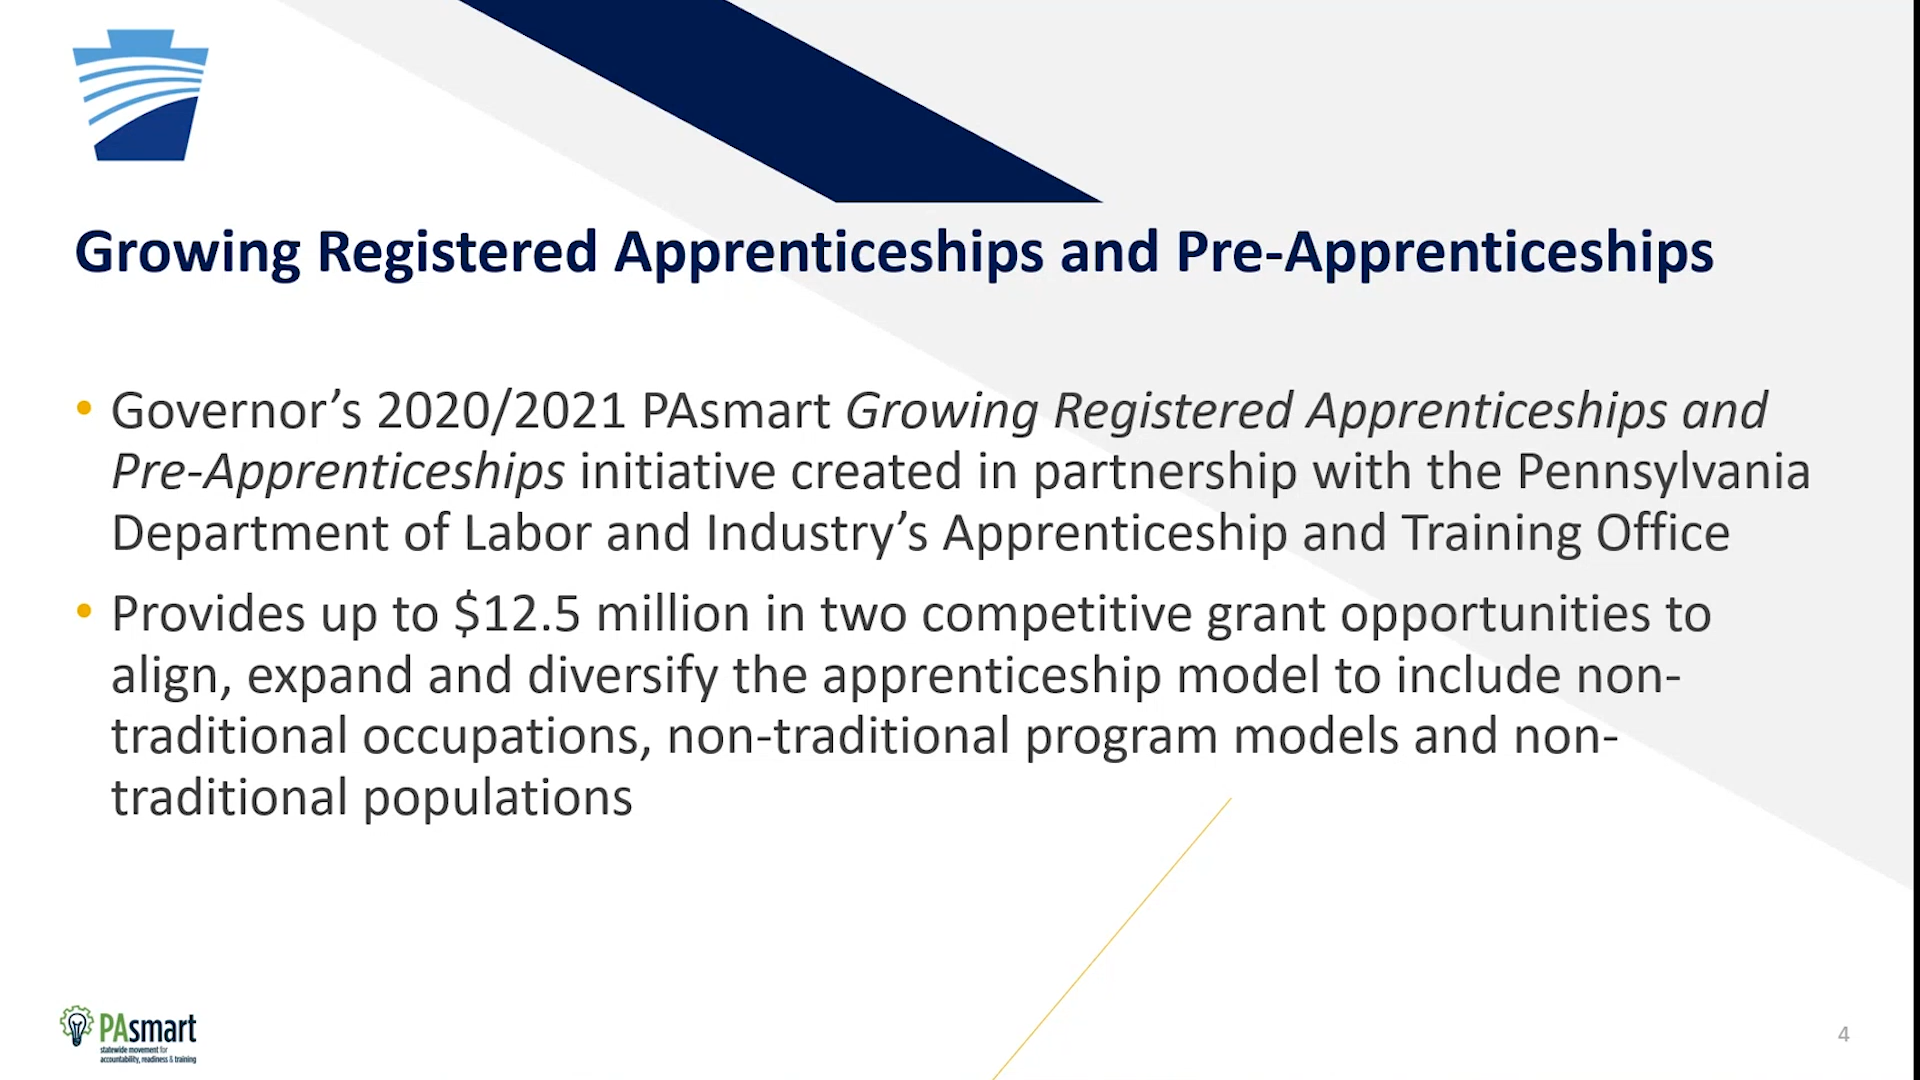 Growing Registered Apprenticeships and Pre-Apprenticeships
• Governor’s 2020/2021 PAsmart Growing Registered Apprenticeships and
Pre-Apprenticeships initiative created in partnership with the Pennsylvania
Department of Labor and Industry’s Apprenticeship and Training Office
• Provides up to $12.5 million in two competitive grant opportunities to
align, expand and diversify the apprenticeship model to include non-
traditional occupations, non-traditional program models and non-
traditional populations
PAsmart
statewide movement for
accountability, readiness & training
4